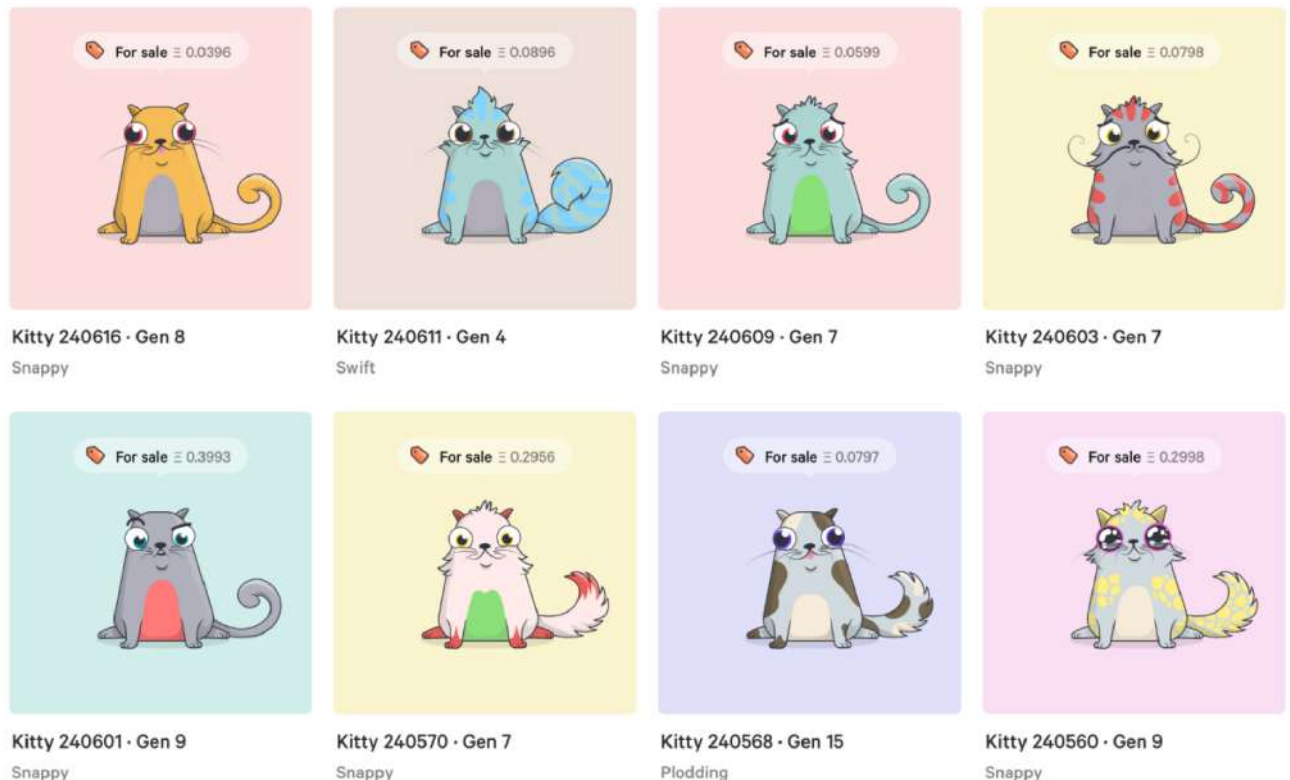 For sale Ξ 0.0396
For sale Ξ 0.0896
For sale Ξ 0.0599
For sale Ξ 0.0798
Kitty 240616 · Gen 8
Snappy
Kitty 240611 · Gen 4
Swift
Kitty 240609 · Gen 7
Snappy
Kitty 240603 · Gen 7
Snappy
For sale Ξ 0.3993
For sale Ξ 0.2956
For sale Ξ 0.0797
For sale Ξ 0.2998
Kitty 240601 · Gen 9
Snappy
Kitty 240570 · Gen 7
Snappy
Kitty 240568 · Gen 15
Plodding
Kitty 240560 · Gen 9
Snappy